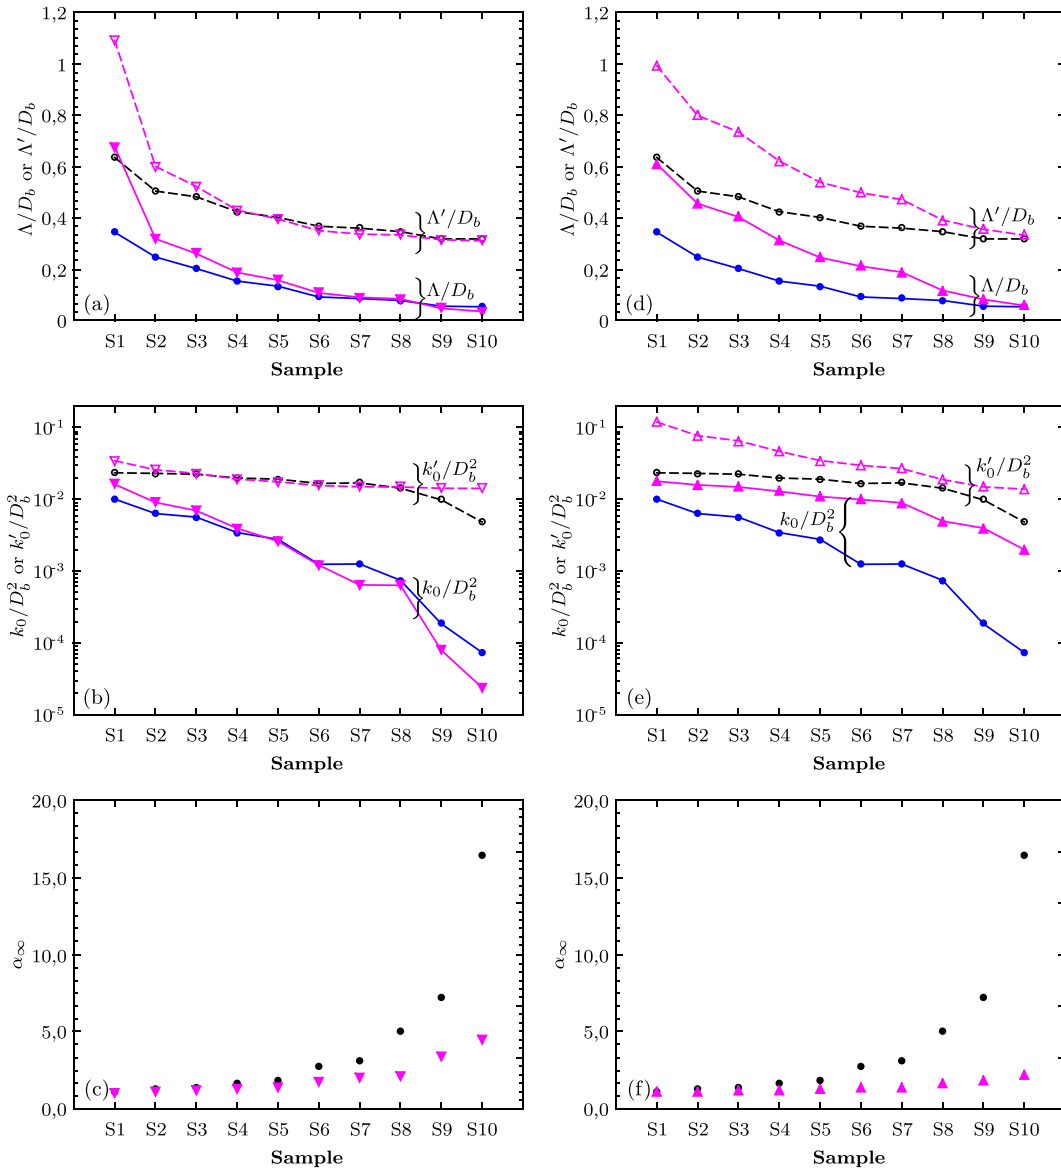 1,2
1
0,8
0,6
0,4
0,2
0
Λ/D_b or Λ′/D_b
Λ′/D_b
Λ/D_b
(a)
S1 S2 S3 S4 S5 S6 S7 S8 S9 S10
Sample
1,2
1
0,8
0,6
0,4
0,2
0
Λ/D_b or Λ′/D_b
Λ′/D_b
Λ/D_b
(d)
S1 S2 S3 S4 S5 S6 S7 S8 S9 S10
Sample
10^-1
10^-2
10^-3
10^-4
10^-5
k_0/D_b^2 or k′_0/D_b^2
k′_0/D_b^2
k_0/D_b^2
(b)
S1 S2 S3 S4 S5 S6 S7 S8 S9 S10
Sample
10^-1
10^-2
10^-3
10^-4
10^-5
k_0/D_b^2 or k′_0/D_b^2
k′_0/D_b^2
k_0/D_b^2
(e)
S1 S2 S3 S4 S5 S6 S7 S8 S9 S10
Sample
20,0
15,0
10,0
5,0
0,0
α_∞
(c)
S1 S2 S3 S4 S5 S6 S7 S8 S9 S10
Sample
20,0
15,0
10,0
5,0
0,0
α_∞
(f)
S1 S2 S3 S4 S5 S6 S7 S8 S9 S10
Sample